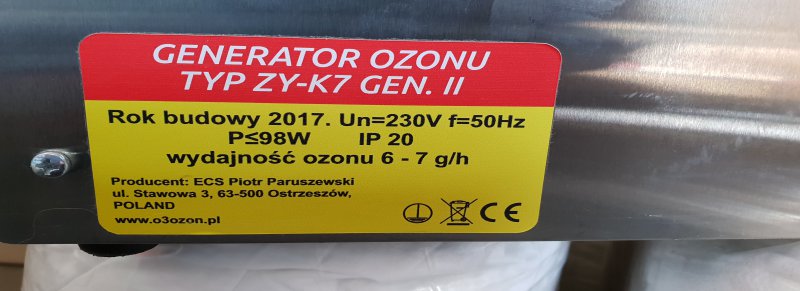 GENERATOR OZONU
TYP ZY-K7 GEN. II
Rok budowy 2017. Un=230V f=50Hz
P≤98W IP 20
wydajność ozonu 6 - 7 g/h
Producent: ECS Piotr Paruszewski
ul. Stawowa 3, 63-500 Ostrzeszów,
POLAND
www.o3ozon.pl
CE